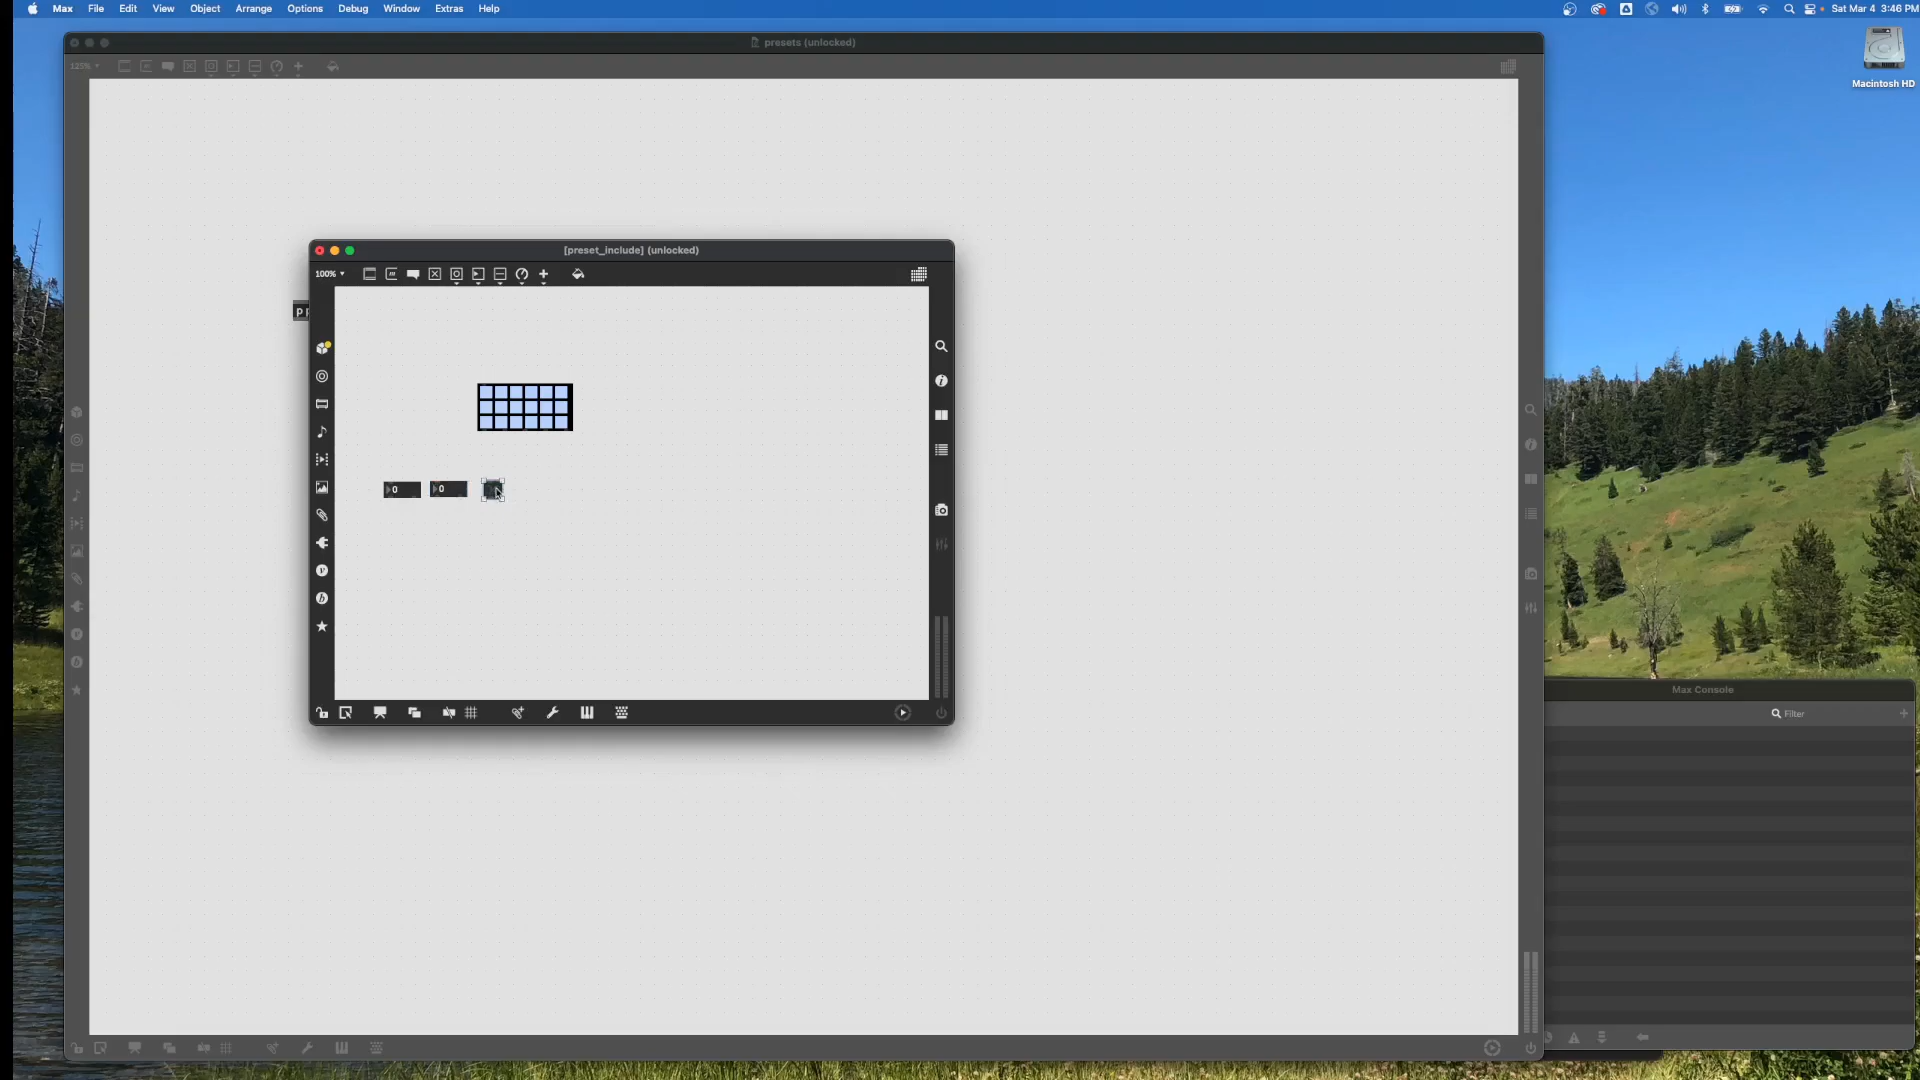 Max File Edit View Object Arrange Options Debug Window Extras Help Sat Mar 4 3:46 PM
presets (unlocked)
125%
Macintosh HD
[preset_include] (unlocked)
100%
p p
0 0
Max Console
Filter